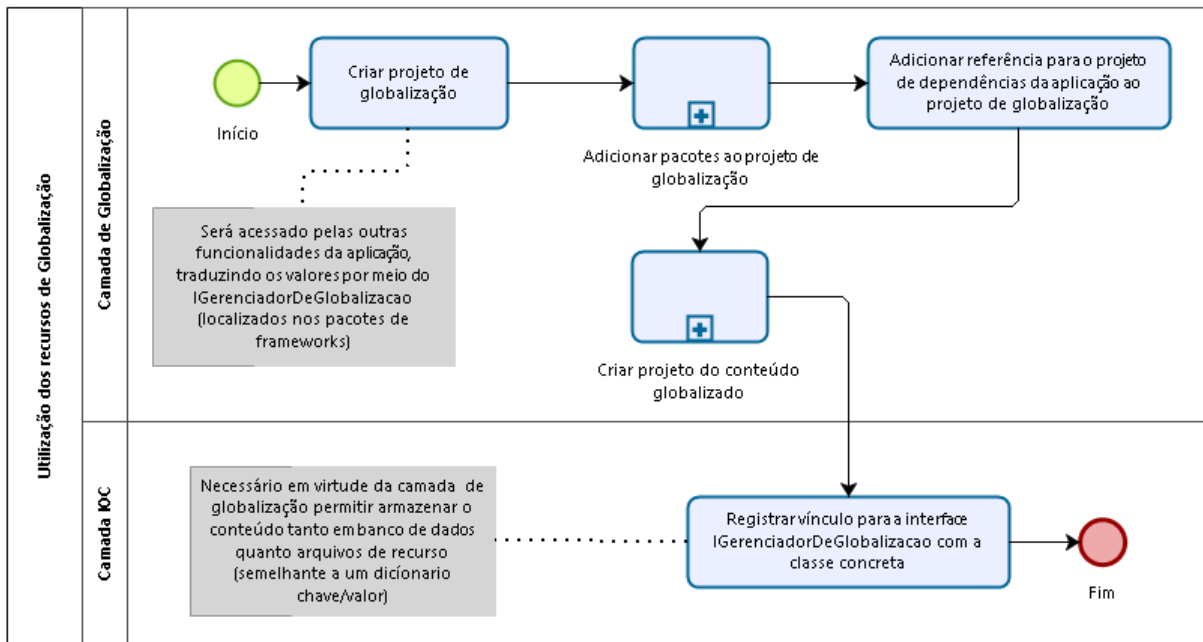 Utilização dos recursos de Globalização
Camada de Globalização
Início
Criar projeto de
globalização
Adicionar pacotes ao projeto de
globalização
Adicionar referência para o projeto
de dependências da aplicação ao
projeto de globalização
Será acessado pelas outras
funcionalidades da aplicação,
traduzindo os valores por meio do
IGerenciadorDeGlobalizacao
(localizados nos pacotes de
frameworks)
Criar projeto do conteúdo
globalizado
Camada IOC
Necessário em virtude da camada de
globalização permitir armazenar o
conteúdo tanto em banco de dados
quanto arquivos de recurso
(semelhante a um dicíonario
chave/valor)
Registrar vínculo para a interface
IGerenciadorDeGlobalizacao com a
classe concreta
Fim